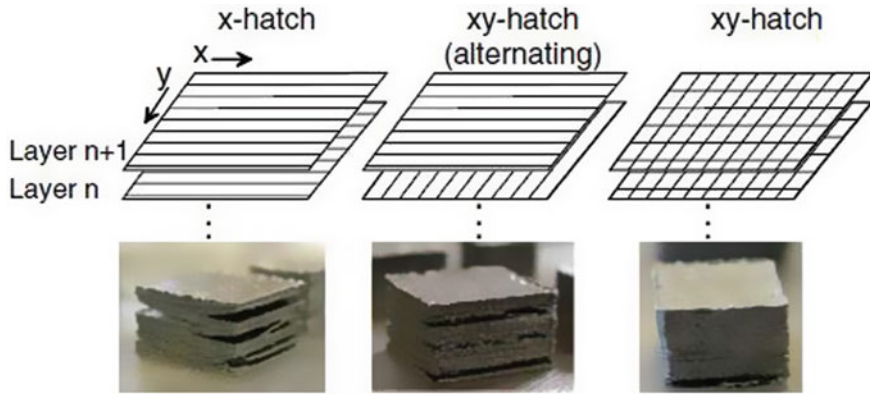 x-hatch
xy-hatch
(alternating)
xy-hatch
x
y
Layer n+1
Layer n